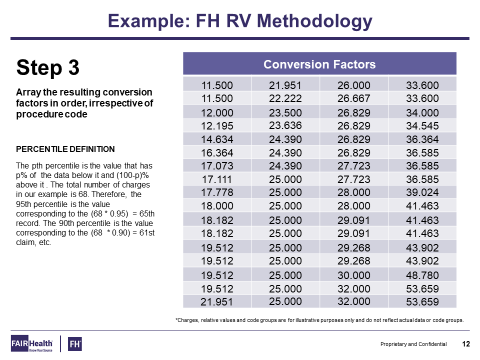 Example: FH RV Methodology
Step 3
Array the resulting conversion
factors in order, irrespective of
procedure code
PERCENTILE DEFINITION
The pth percentile is the value that has
p% of the data below it and (100-p)%
above it . The total number of charges
in our example is 68. Therefore, the
95th percentile is the value
corresponding to the (68 * 0.95) = 65th
record. The 90th percentile is the value
corresponding to the (68 * 0.90) = 61st
claim, etc.
Conversion Factors
11.500 21.951 26.000 33.600
11.500 22.222 26.667 33.600
12.000 23.500 26.829 34.000
12.195 23.636 26.829 34.545
14.634 24.390 26.829 36.364
16.364 24.390 26.829 36.585
17.073 24.390 27.723 36.585
17.111 25.000 27.723 36.585
17.778 25.000 28.000 39.024
18.000 25.000 28.000 41.463
18.182 25.000 29.091 41.463
18.182 25.000 29.091 41.463
19.512 25.000 29.268 43.902
19.512 25.000 29.268 43.902
19.512 25.000 30.000 48.780
19.512 25.000 32.000 53.659
21.951 25.000 32.000 53.659
*Charges, relative values and code groups are for illustrative purposes only and do not reflect actual data or code groups.
FAIR Health
Know Your Source
FH
Proprietary and Confidential 12